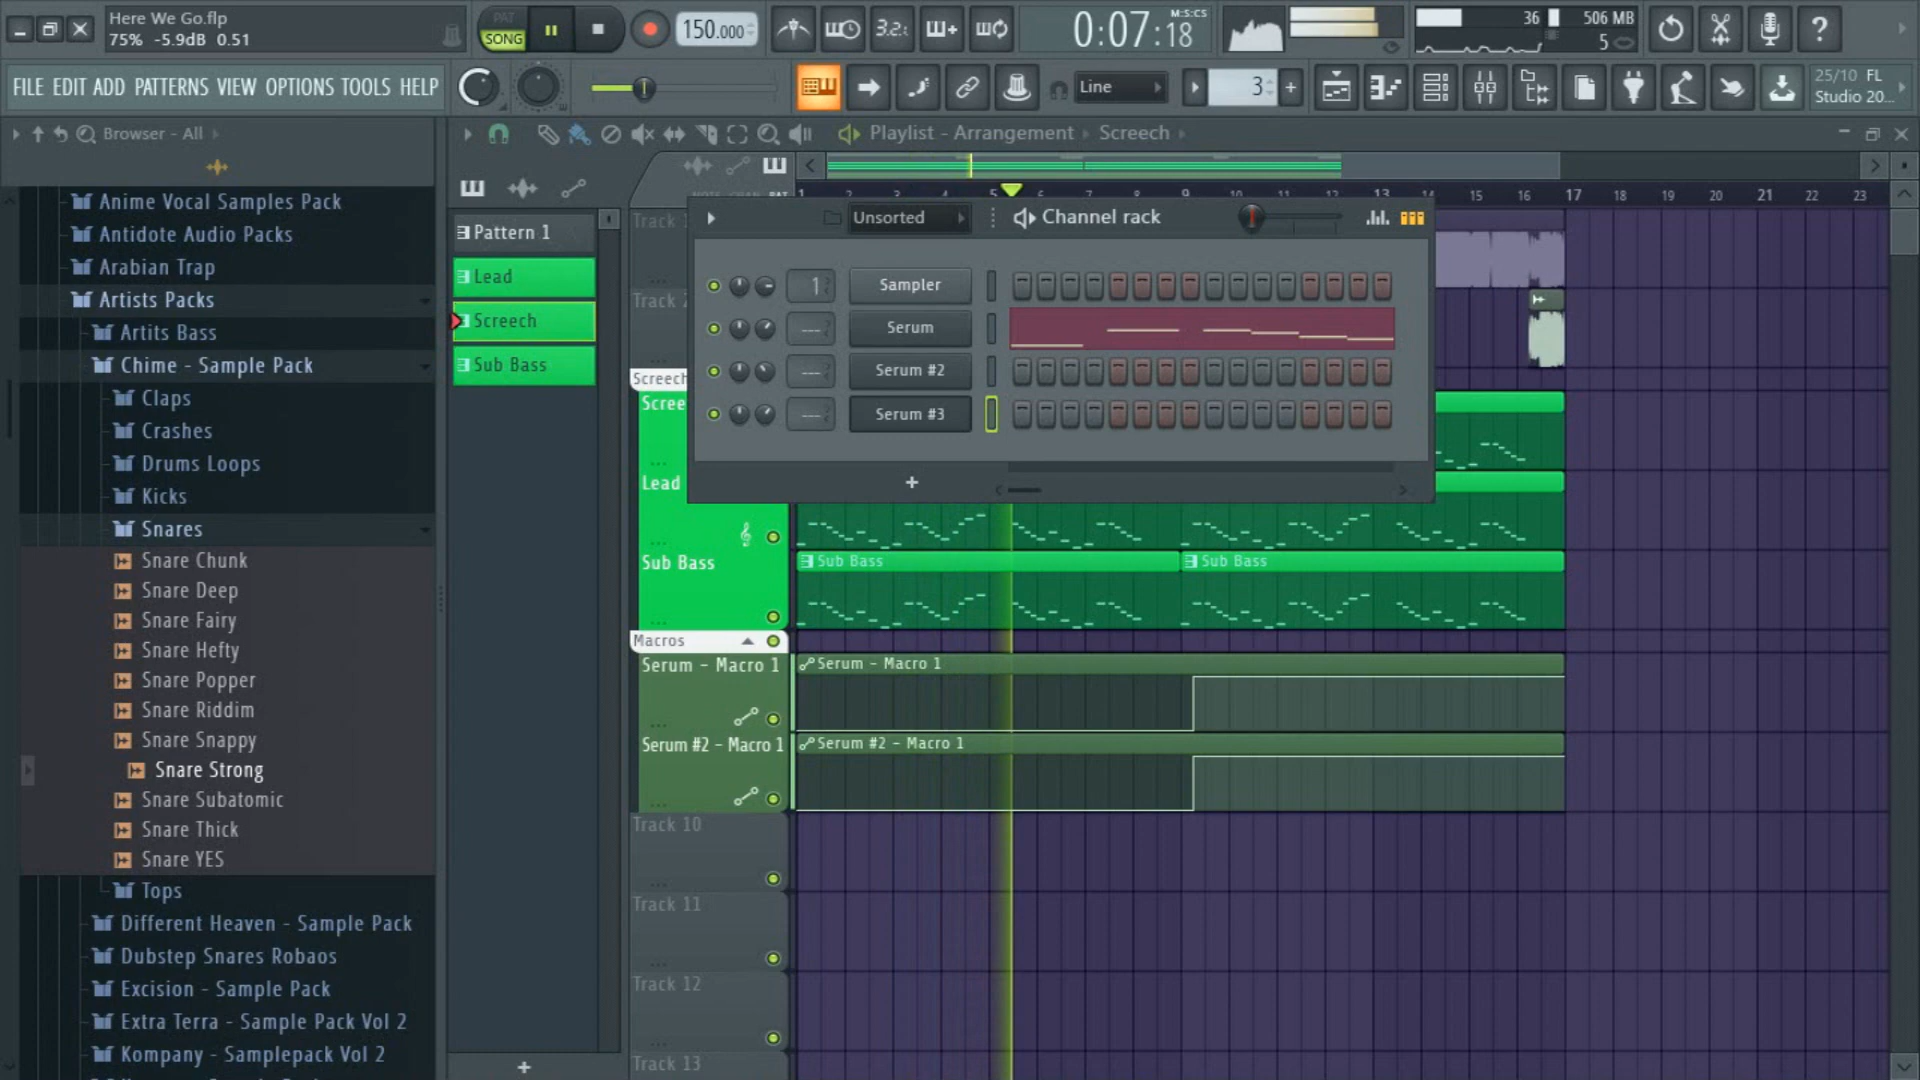 Here We Go.flp
75% -5.9dB 0.51
PAT
SONG
150.000
3.2.
0:07:18
M:S:CS
36
506 MB
5
FILE EDIT ADD PATTERNS VIEW OPTIONS TOOLS HELP
Line
3
25/10 FL
Studio 20...
Browser - All
Playlist - Arrangement
Screech
1 2 3 4 5 6 7 8 9 10 11 12 13 14 15 16 17 18 19 20 21 22 23
Anime Vocal Samples Pack
Antidote Audio Packs
Arabian Trap
Artists Packs
Artits Bass
Chime - Sample Pack
Claps
Crashes
Drums Loops
Kicks
Snares
Snare Chunk
Snare Deep
Snare Fairy
Snare Hefty
Snare Popper
Snare Riddim
Snare Snappy
Snare Strong
Snare Subatomic
Snare Thick
Snare YES
Tops
Different Heaven - Sample Pack
Dubstep Snares Robaos
Excision - Sample Pack
Extra Terra - Sample Pack Vol 2
Kompany - Samplepack Vol 2
Pattern 1
Lead
Screech
Sub Bass
Track
Track
Unsorted
Channel rack
1
Sampler
---
Serum
---
Serum #2
---
Serum #3
Screech
Scree
Lead
Sub Bass
Sub Bass
Sub Bass
Macros
Serum - Macro 1
Serum - Macro 1
Serum #2 - Macro 1
Serum #2 - Macro 1
Track 10
Track 11
Track 12
Track 13